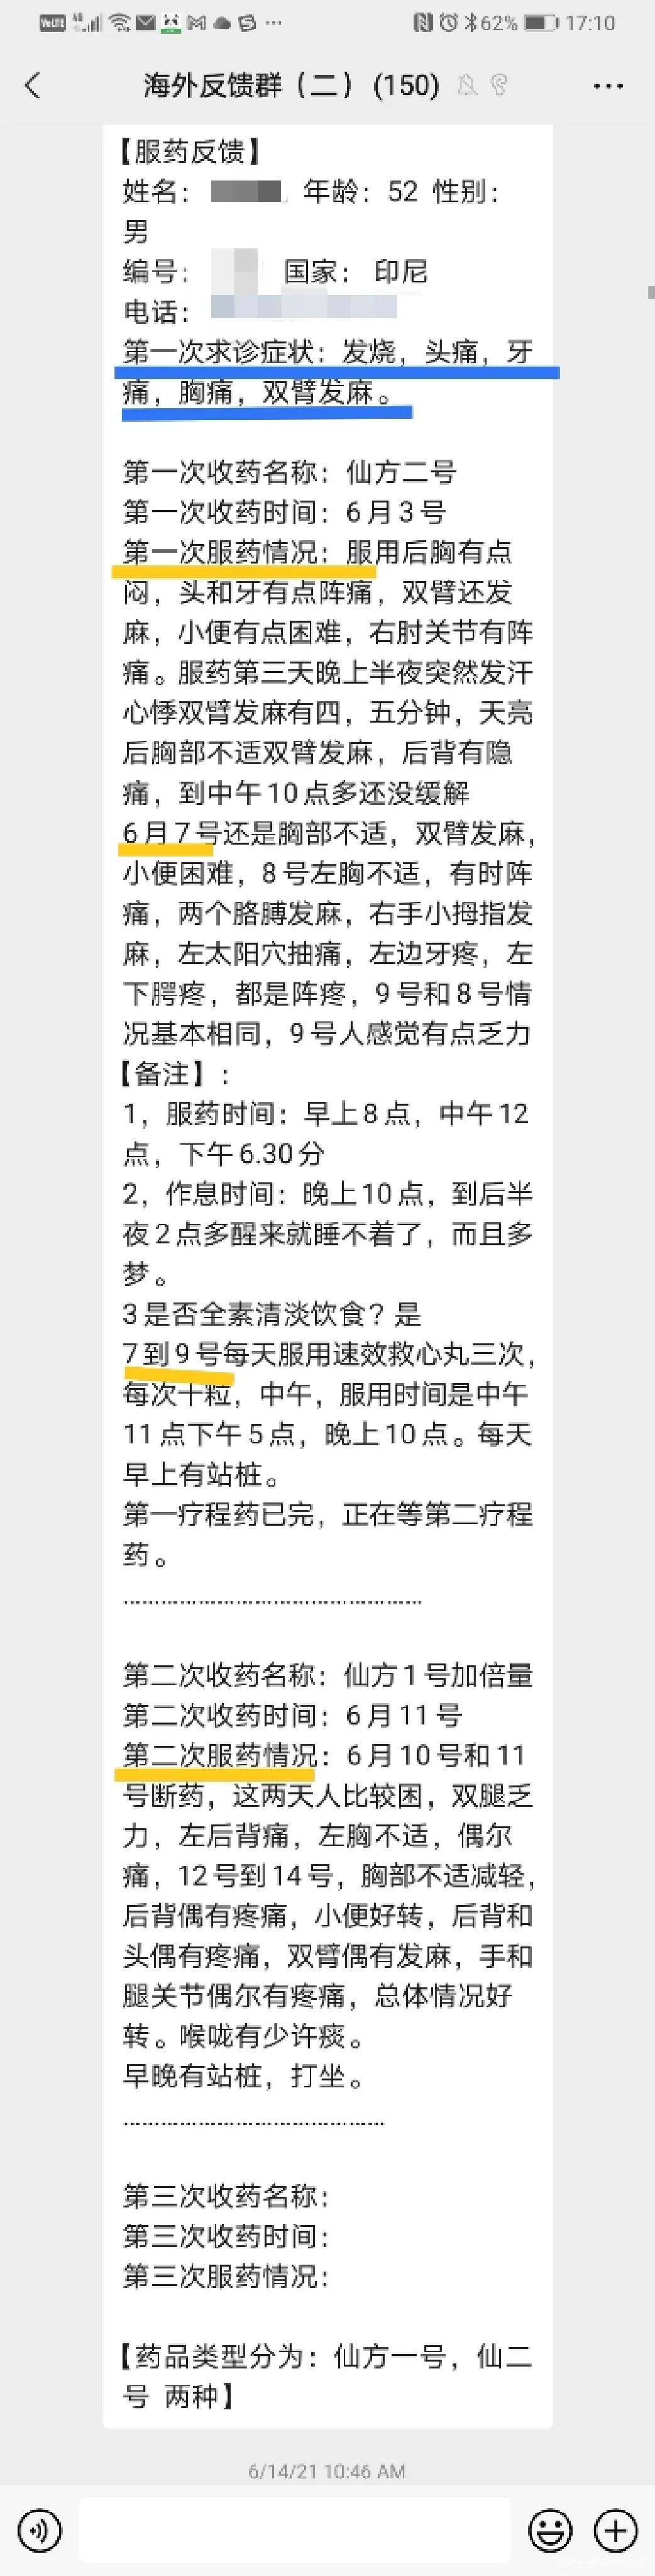 62% 17:10
海外反馈群（二）(150)
【服药反馈】
姓名： 年龄：52 性别：
男
编号： 国家： 印尼
电话：
第一次求诊症状：发烧，头痛，牙
痛，胸痛，双臂发麻。
第一次收药名称：仙方二号
第一次收药时间：6月3号
第一次服药情况：服用后胸有点
闷，头和牙有点阵痛，双臂还发
麻，小便有点困难，右肘关节有阵
痛。服药第三天晚上半夜突然发汗
心悸双臂发麻有四，五分钟，天亮
后胸部不适双臂发麻，后背有隐
痛，到中午10点多还没缓解
6月7号还是胸部不适，双臂发麻，
小便困难，8号左胸不适，有时阵
痛，两个胳膊发麻，右手小拇指发
麻，左太阳穴抽痛，左边牙疼，左
下腭疼，都是阵疼，9号和8号情
况基本相同，9号人感觉有点乏力
【备注】：
1，服药时间：早上8点，中午12
点，下午6.30分
2，作息时间：晚上10点，到后半
夜2点多醒来就睡不着了，而且多
梦。
3是否全素清淡饮食？是
7到9号每天服用速效救心丸三次，
每次十粒，中午，服用时间是中午
11点下午5点，晚上10点。每天
早上有站桩。
第一疗程药已完，正在等第二疗程
药。
................................................
第二次收药名称：仙方1号加倍量
第二次收药时间：6月11号
第二次服药情况：6月10号和11
号断药，这两天人比较困，双腿乏
力，左后背痛，左胸不适，偶尔
痛，12号到14号，胸部不适减轻，
后背偶有疼痛，小便好转，后背和
头偶有疼痛，双臂偶有发麻，手和
腿关节偶尔有疼痛，总体情况好
转。喉咙有少许痰。
早晚有站桩，打坐。
..........................................
第三次收药名称：
第三次收药时间：
第三次服药情况：
【药品类型分为：仙方一号，仙二
号 两种】
6/14/21 10:46 AM